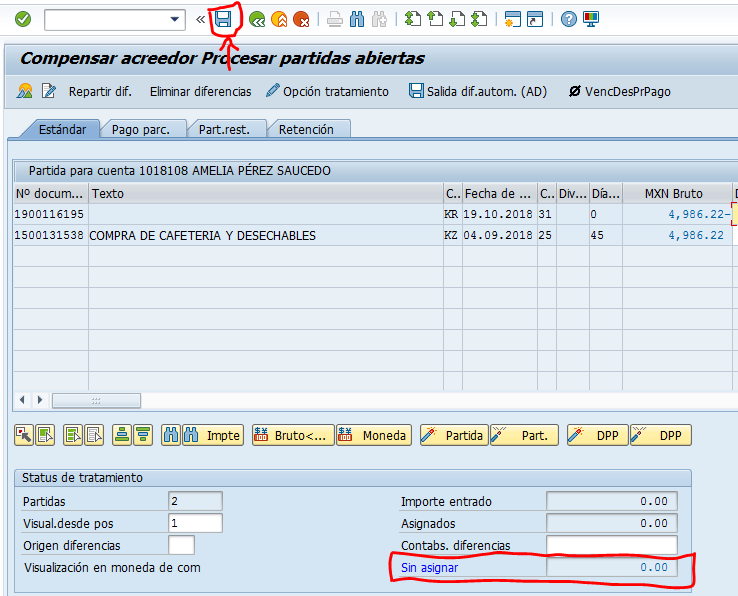 Compensar acreedor Procesar partidas abiertas
Repartir dif. Eliminar diferencias Opción tratamiento Salida dif.autom. (AD) VencDesPrPago
Estándar Pago parc. Part.rest. Retención
Partida para cuenta 1018108 AMELIA PÉREZ SAUCEDO
Nº docum... Texto C.. Fecha de ... C.. Div... Día... MXN Bruto D
1900116195 KR 19.10.2018 31 0 4,986.22-
1500131538 COMPRA DE CAFETERIA Y DESECHABLES KZ 04.09.2018 25 45 4,986.22
Impte Bruto<... Moneda Partida Part. DPP DPP
Status de tratamiento
Partidas 2 Importe entrado 0.00
Visual.desde pos 1 Asignados 0.00
Origen diferencias Contabs. diferencias
Visualización en moneda de com Sin asignar 0.00